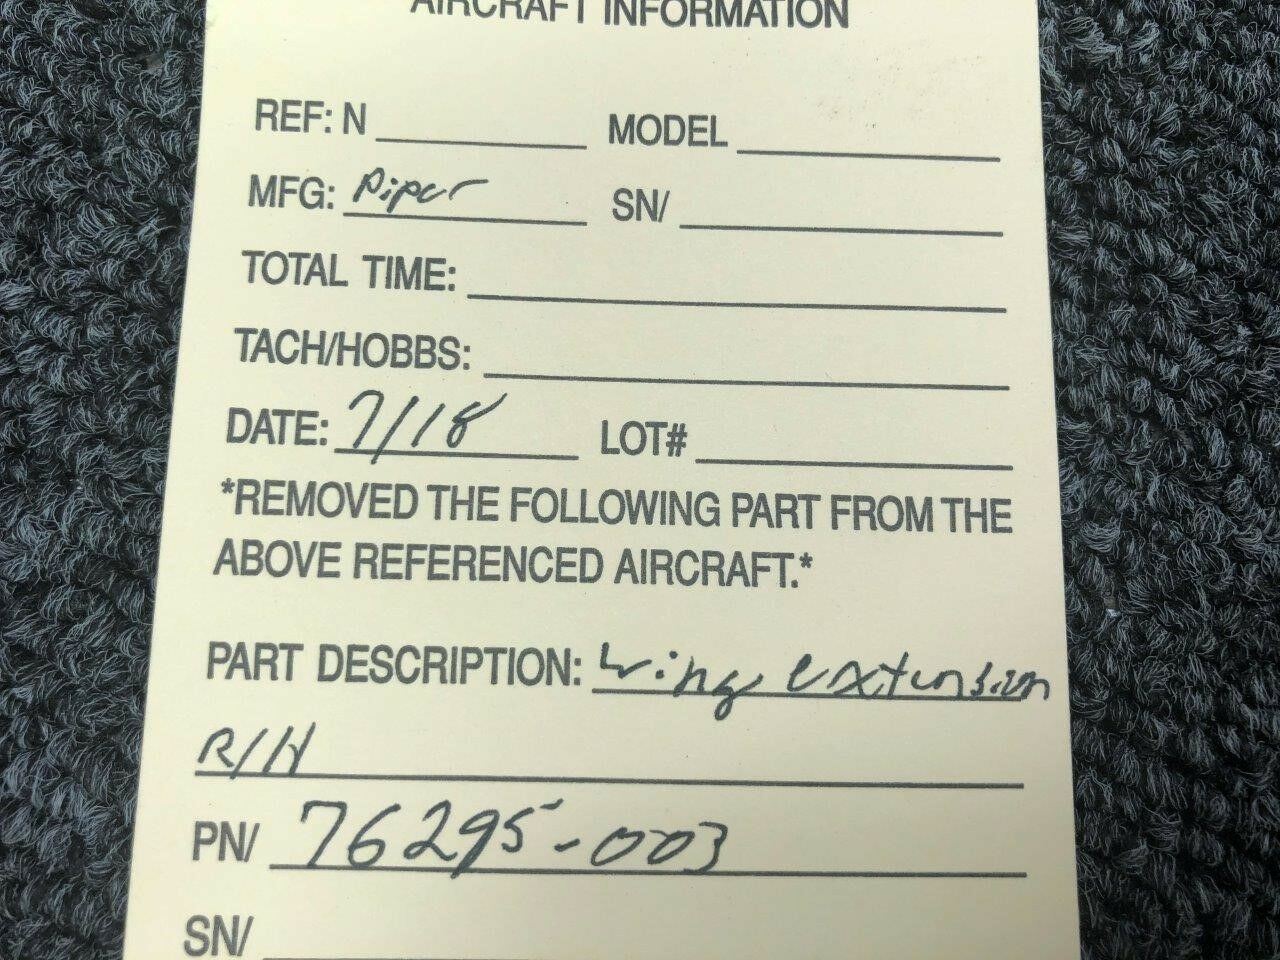 AIRCRAFT INFORMATION
REF: N MODEL
MFG: Piper SN/
TOTAL TIME:
TACH/HOBBS:
DATE: 7/18 LOT#
*REMOVED THE FOLLOWING PART FROM THE
ABOVE REFERENCED AIRCRAFT.*
PART DESCRIPTION: Wing extension
R/H
PN/ 76295-003
SN/